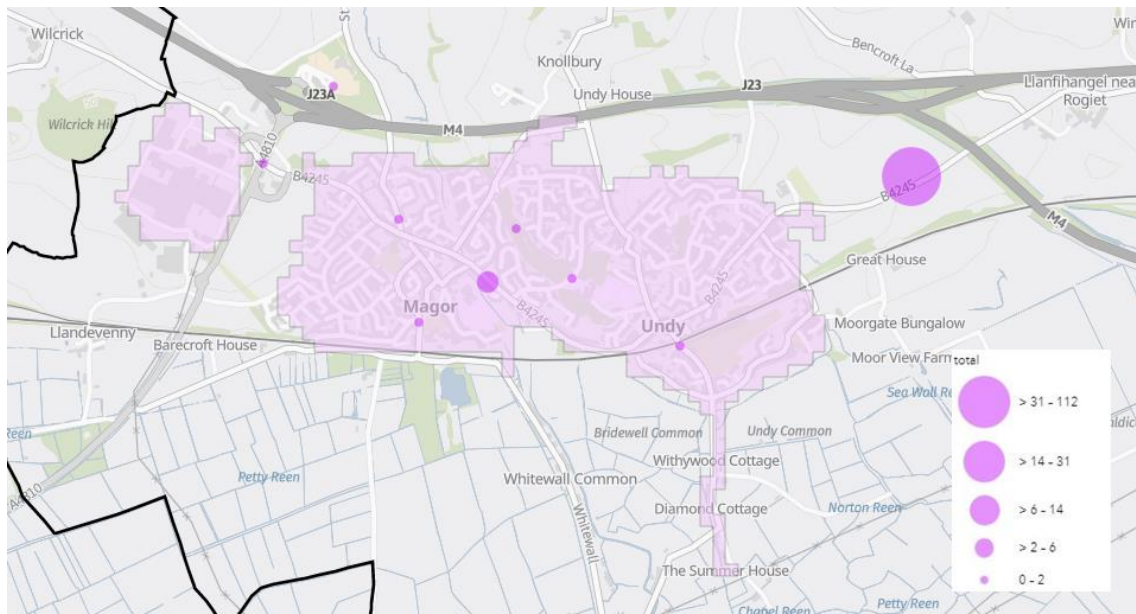 Wilcrick
St
Knollbury
Bencroft La
Win
Llanfihangel near
Rogiet
J23A
Undy House
J23
Wilcrick Hill
M4
A4810
B4245
B4245
M4
Great House
B4245
Magor
B4245
Undy
Llandevenny
Barecroft House
Moorgate Bungalow
Moor View Farm
total
> 31 - 112
> 14 - 31
> 6 - 14
> 2 - 6
0 - 2
Sea Wall Re
Reen
Bridewell Common
Undy Common
Withywood Cottage
Petty Reen
Whitewall Common
Diamond Cottage
Norton Reen
A4810
Whitewall
The Summer House
Chapel Reen
Petty Reen